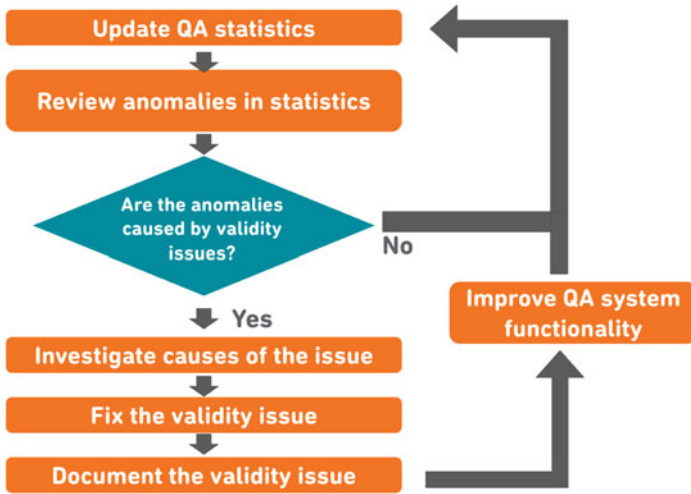 Update QA statistics
Review anomalies in statistics
Are the anomalies
caused by validity
issues?
No
Yes
Improve QA system
functionality
Investigate causes of the issue
Fix the validity issue
Document the validity issue